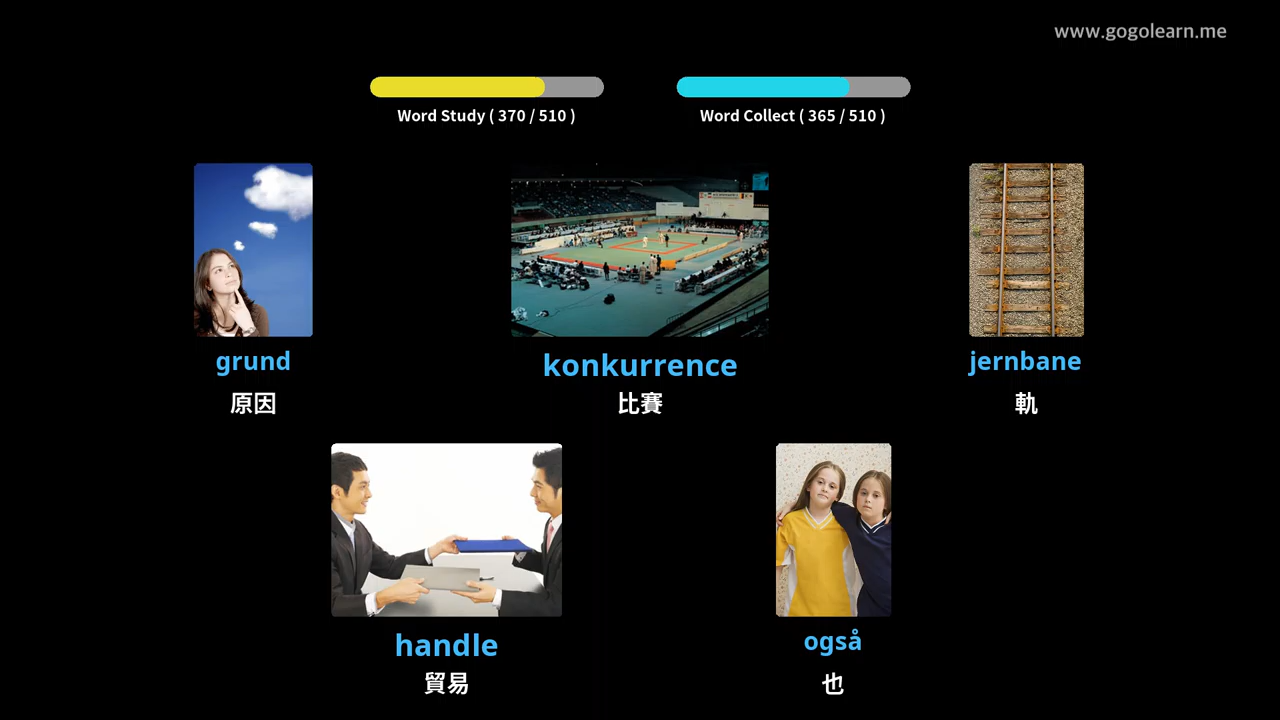 www.gogolearn.me
Word Study ( 370 / 510 )
Word Collect ( 365 / 510 )
grund
原因
konkurrence
比賽
jernbane
軌
handle
貿易
også
也